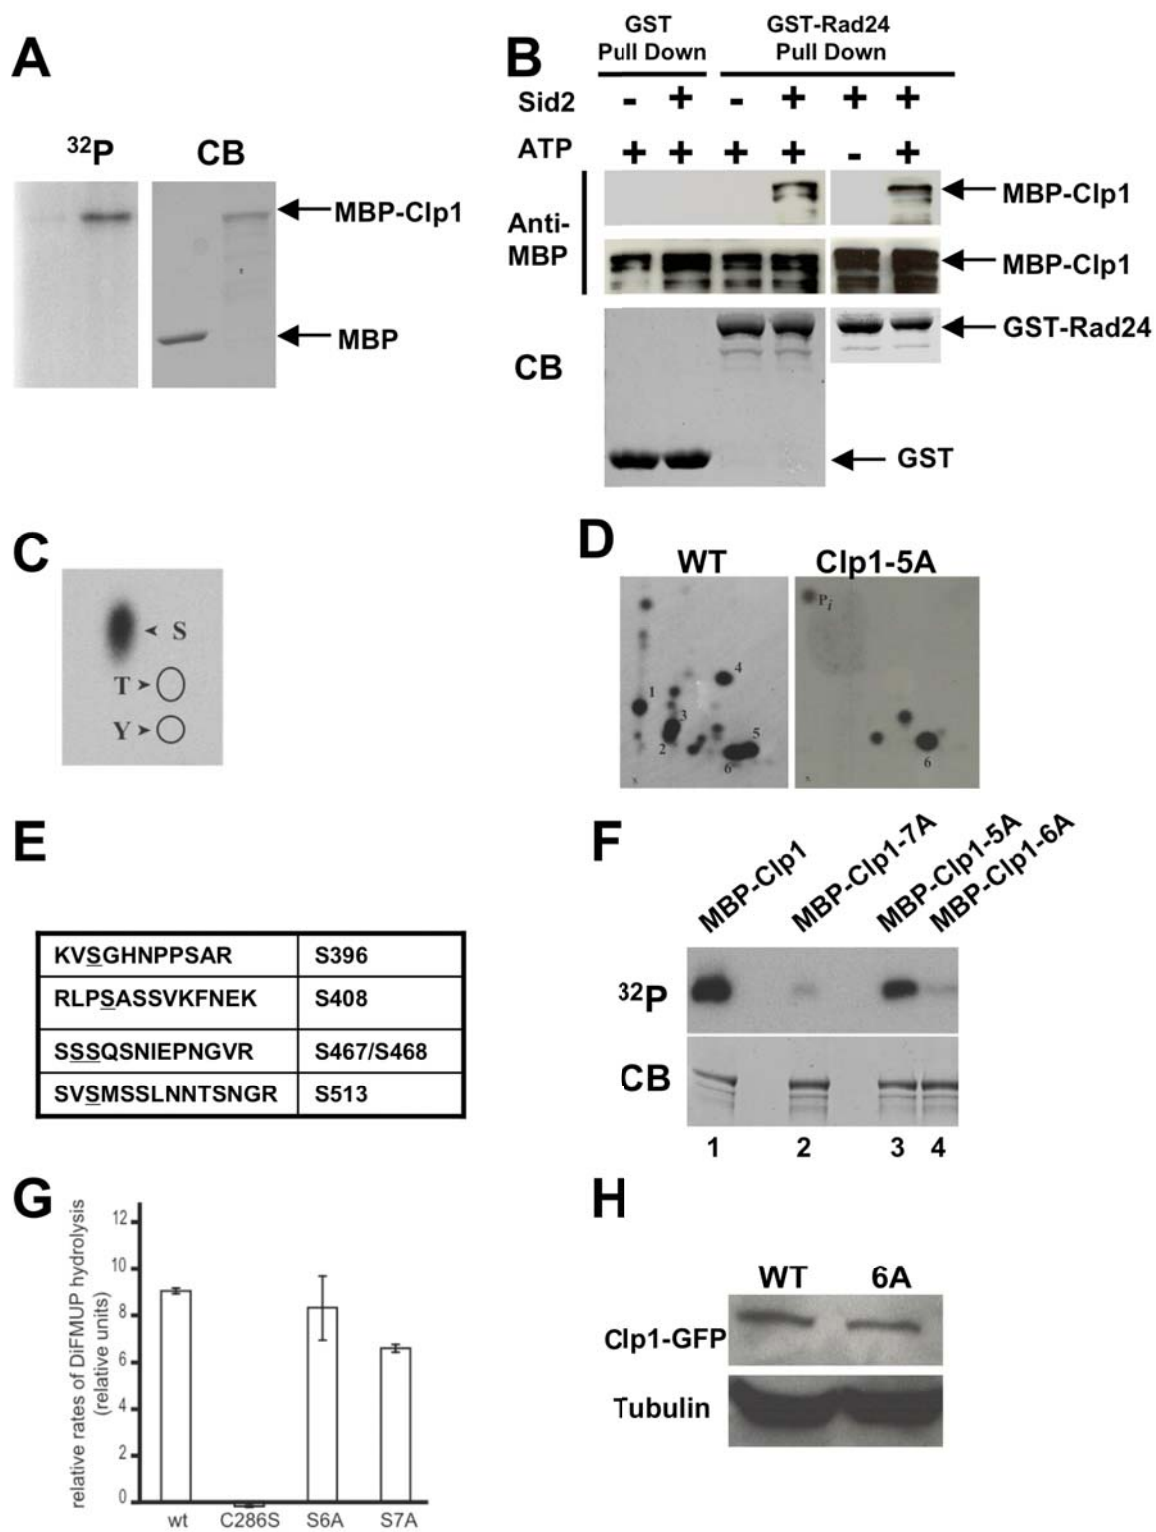 A
32P CB
MBP-Clp1
MBP
B
GST
Pull Down
GST-Rad24
Pull Down
Sid2 - + - + + +
ATP + + + + - +
Anti-
MBP
MBP-Clp1
MBP-Clp1
CB
GST-Rad24
GST
C
S
T
Y
D
WT Clp1-5A
1
2
3
4
5
6
Pi
6
E
KVSGHNPPSAR S396
RLPSASSVKFNEK S408
SSSQSNIEPNGVR S467/S468
SVSMSSLNNTSNGR S513
F
MBP-Clp1
MBP-Clp1-7A
MBP-Clp1-5A
MBP-Clp1-6A
32P
CB
1 2 3 4
G
relative rates of DiFMUP hydrolysis
(relative units)
12
10
8
6
4
2
0
wt C286S S6A S7A
H
WT 6A
Clp1-GFP
Tubulin